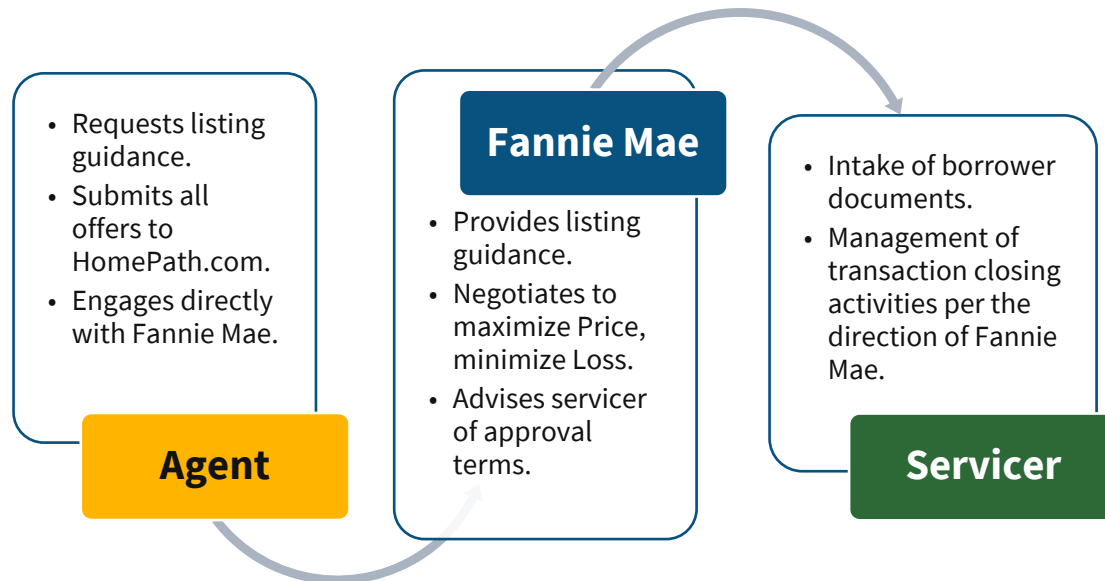 • Requests listing
guidance.
• Submits all
offers to
HomePath.com.
• Engages directly
with Fannie Mae.
Agent
Fannie Mae
• Provides listing
guidance.
• Negotiates to
maximize Price,
minimize Loss.
• Advises servicer
of approval
terms.
• Intake of borrower
documents.
• Management of
transaction closing
activities per the
direction of Fannie
Mae.
Servicer